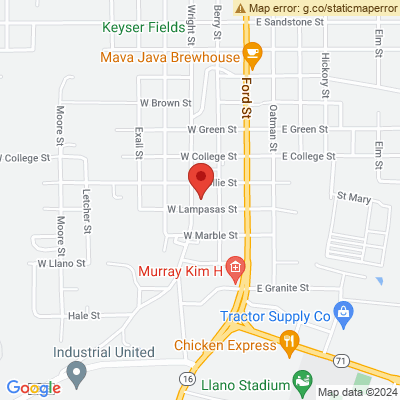 Map error: g.co/staticmaperror
Keyser Fields
Wright St
E Sandstone St
Elm St
Mava Java Brewhouse
Hickory St
Ford St
W Brown St
Oatman St
Moore St
Exall St
W Green St
E Green St
W College St
W College St
E College St
Elm St
llie St
Letcher St
St Mary
W Lampasas St
Moore St
W Marble St
W Llano St
Murray Kim H
E Granite St
Hale St
Tractor Supply Co
Chicken Express
Industrial United
71
16
Llano Stadium
Google
Map data ©2024